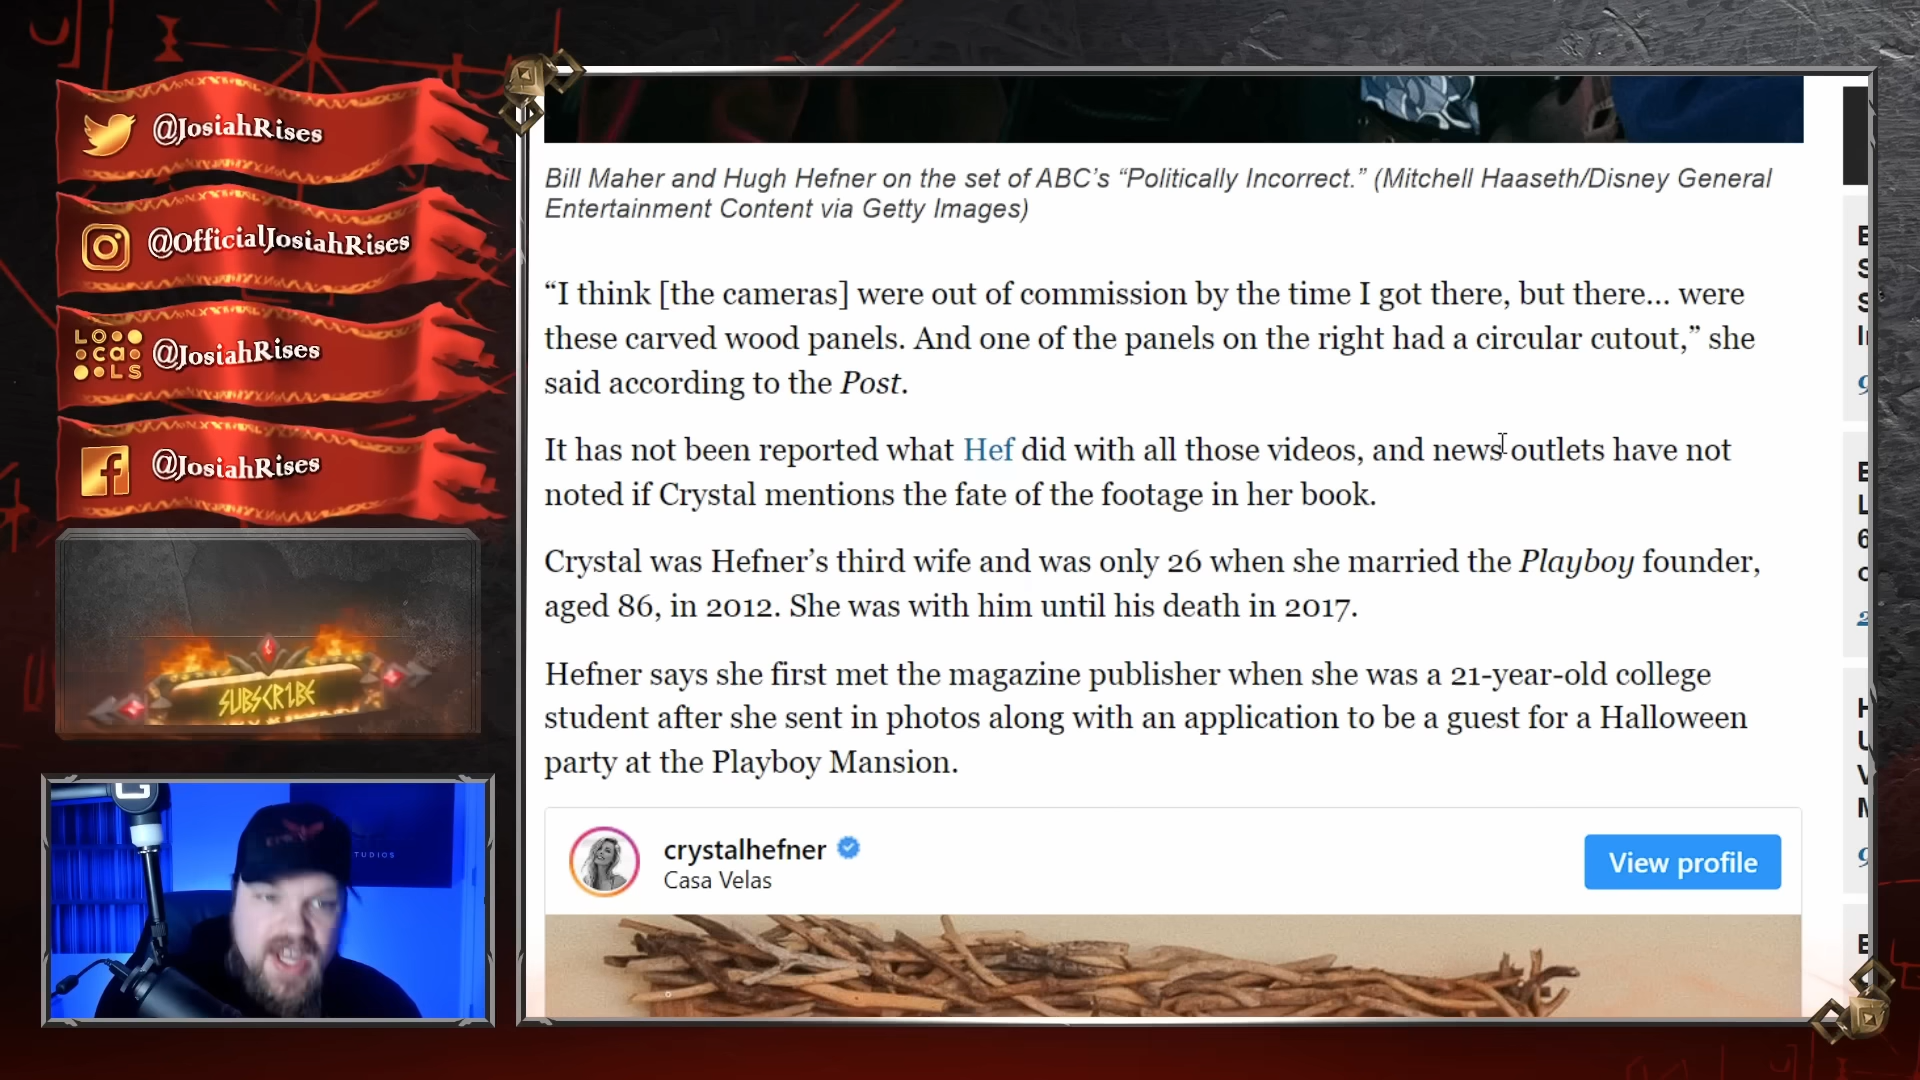 @JosiahRises
@OfficialJosiahRises
LOcaLS
@JosiahRises
@JosiahRises
SUBSCRIBE
TUDIOS
Bill Maher and Hugh Hefner on the set of ABC’s “Politically Incorrect.” (Mitchell Haaseth/Disney General
Entertainment Content via Getty Images)
“I think [the cameras] were out of commission by the time I got there, but there… were
these carved wood panels. And one of the panels on the right had a circular cutout,” she
said according to the Post.
It has not been reported what Hef did with all those videos, and news outlets have not
noted if Crystal mentions the fate of the footage in her book.
Crystal was Hefner’s third wife and was only 26 when she married the Playboy founder,
aged 86, in 2012. She was with him until his death in 2017.
Hefner says she first met the magazine publisher when she was a 21-year-old college
student after she sent in photos along with an application to be a guest for a Halloween
party at the Playboy Mansion.
crystalhefner
Casa Velas
View profile